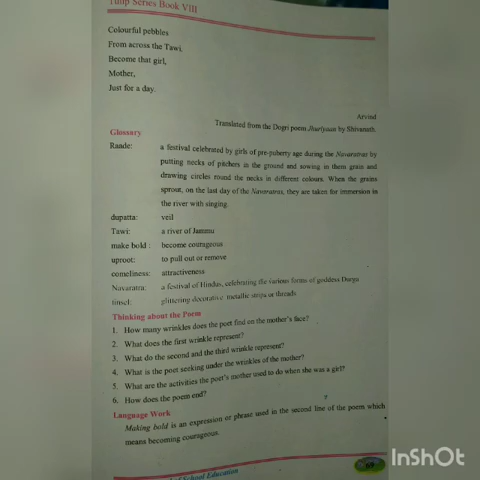 Tulip Series Book VIII
Colourful pebbles
From across the Tawi,
Become that girl,
Mother,
Just for a day.
Arvind
Translated from the Dogri poem Jhuriyaan by Shivanath.
Glossary
Raade: a festival celebrated by girls of pre-puberty age during the Navaratras by
putting necks of pitchers in the ground and sowing in them grain and
drawing circles round the necks in different colours. When the grains
sprout, on the last day of the Navaratras, they are taken for immersion in
the river with singing.
dupatta: veil
Tawi: a river of Jammu
make bold : become courageous
uproot: to pull out or remove
comeliness: attractiveness
Navaratra: a festival of Hindus, celebrating the various forms of goddess Durga
tinsel: glittering decorative metallic strips or threads
Thinking about the Poem
1. How many wrinkles does the poet find on the mother's face?
2. What does the first wrinkle represent?
3. What do the second and the third wrinkle represent?
4. What is the poet seeking under the wrinkles of the mother?
5. What are the activities the poet's mother used to do when she was a girl?
6. How does the poem end?
?
Language Work
Making bold is an expression or phrase used in the second line of the poem which
means becoming courageous.
of School Education
InShOt